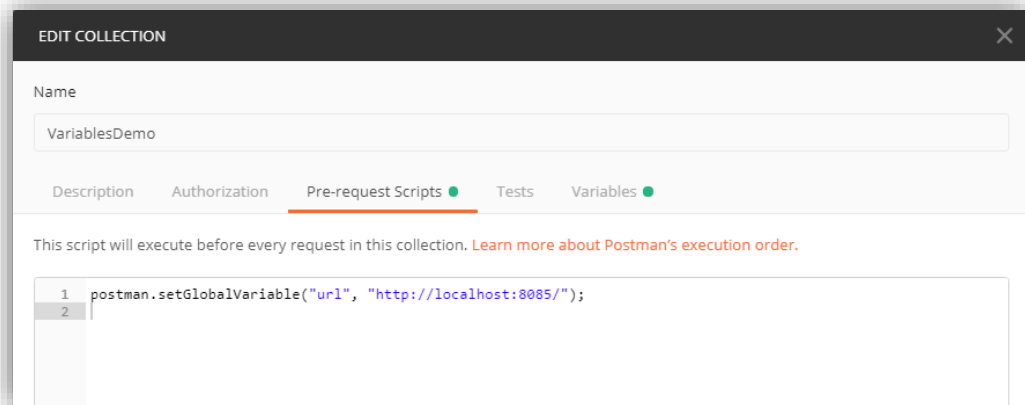 EDIT COLLECTION
Name
VariablesDemo
Description Authorization Pre-request Scripts Tests Variables
This script will execute before every request in this collection. Learn more about Postman's execution order.
1 postman.setGlobalVariable("url", "http://localhost:8085/");
2